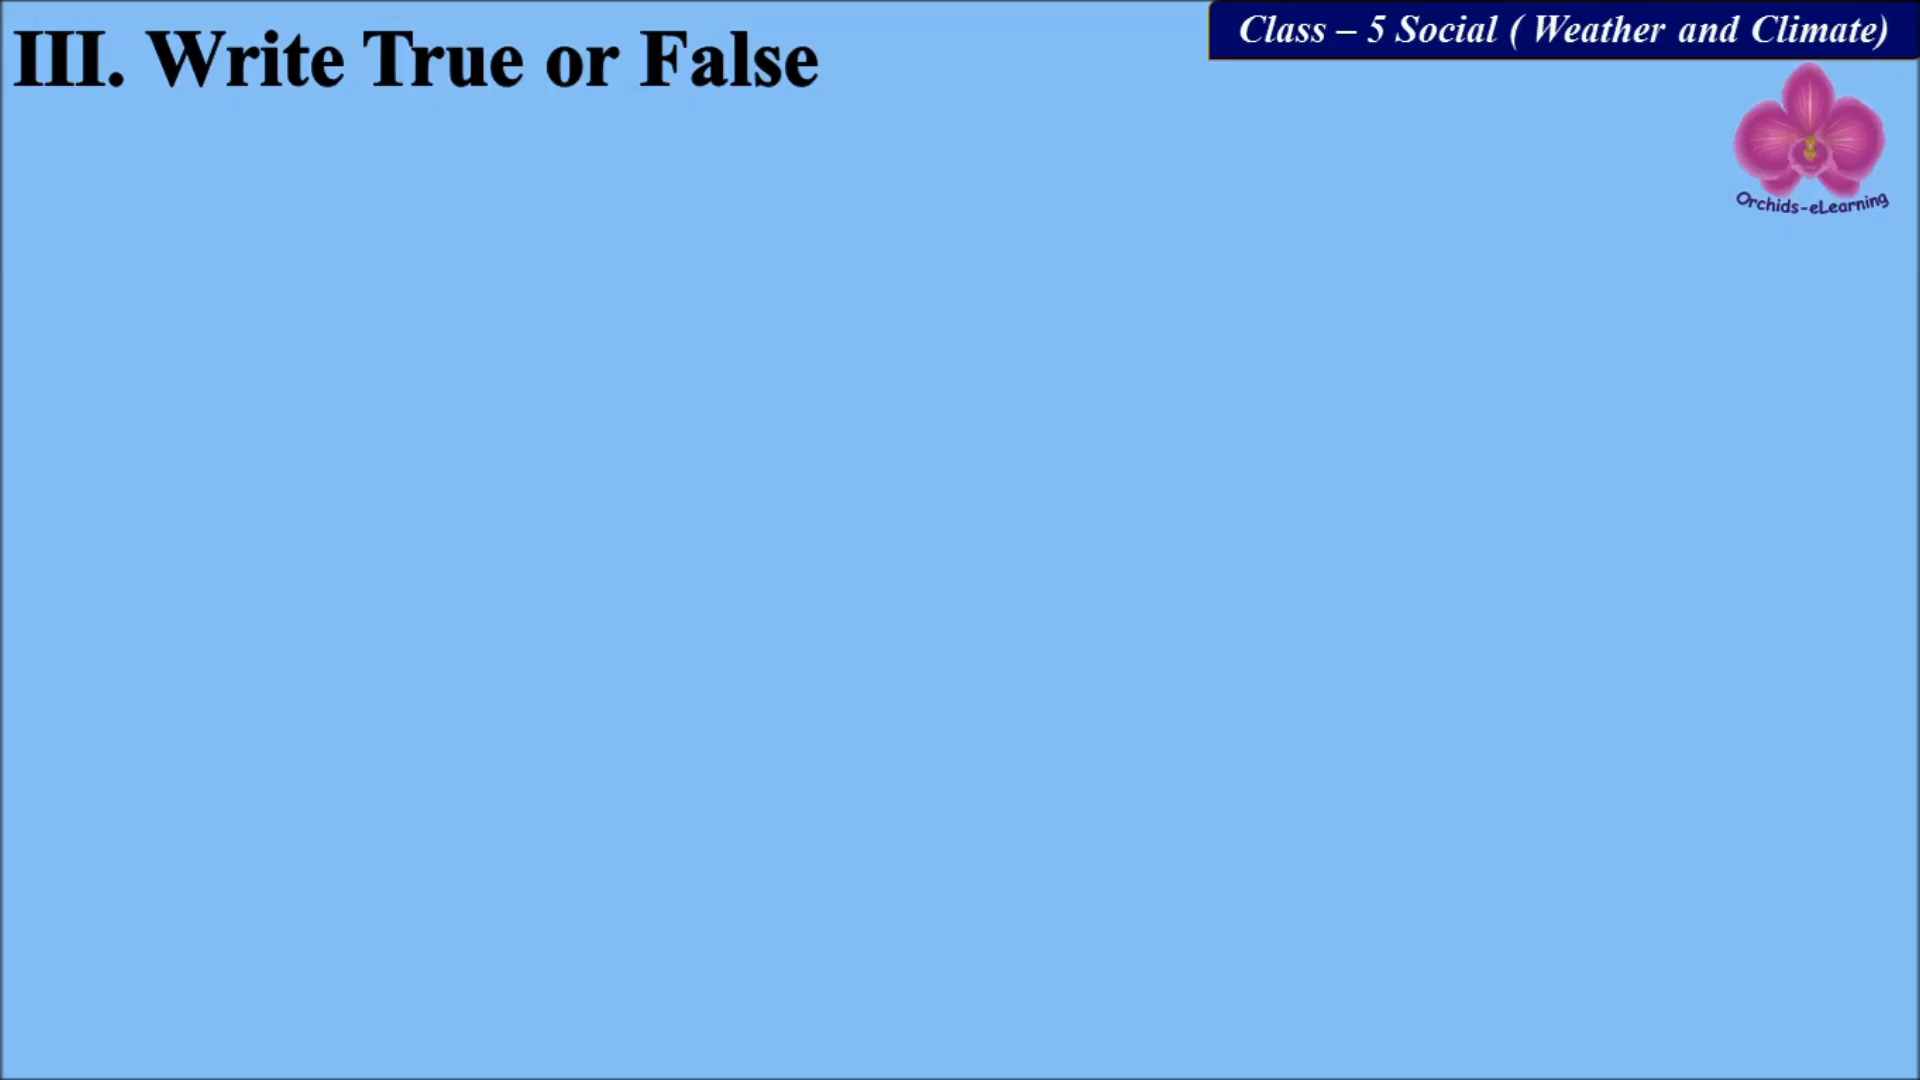 III. Write True or False
Class – 5 Social ( Weather and Climate)
Orchids-eLearning